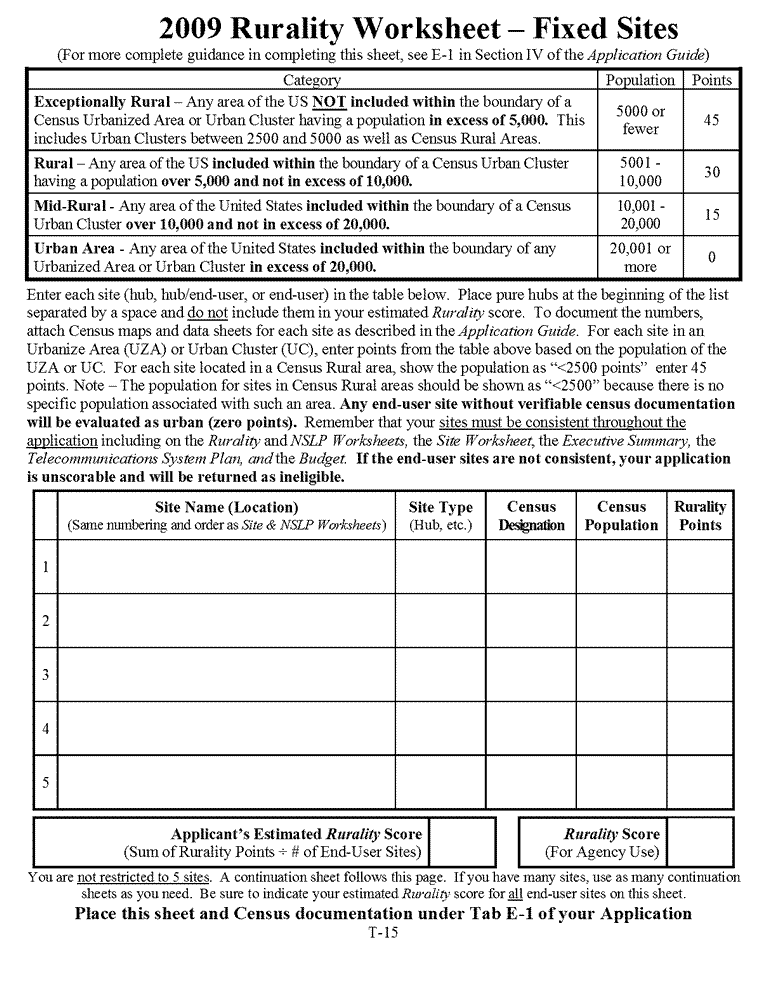 2009 Rurality Worksheet – Fixed Sites
(For more complete guidance in completing this sheet, see E-1 in Section IV of the Application Guide)
Category Population Points
Exceptionally Rural – Any area of the US NOT included within the boundary of a
Census Urbanized Area or Urban Cluster having a population in excess of 5,000. This
includes Urban Clusters between 2500 and 5000 as well as Census Rural Areas.
5000 or
fewer
45
Rural – Any area of the US included within the boundary of a Census Urban Cluster
having a population over 5,000 and not in excess of 10,000.
5001 -
10,000
30
Mid-Rural - Any area of the United States included within the boundary of a Census
Urban Cluster over 10,000 and not in excess of 20,000.
10,001 -
20,000
15
Urban Area - Any area of the United States included within the boundary of any
Urbanized Area or Urban Cluster in excess of 20,000.
20,001 or
more
0
Enter each site (hub, hub/end-user, or end-user) in the table below. Place pure hubs at the beginning of the list
separated by a space and do not include them in your estimated Rurality score. To document the numbers,
attach Census maps and data sheets for each site as described in the Application Guide. For each site in an
Urbanize Area (UZA) or Urban Cluster (UC), enter points from the table above based on the population of the
UZA or UC. For each site located in a Census Rural area, show the population as “<2500 points” enter 45
points. Note – The population for sites in Census Rural areas should be shown as “<2500” because there is no
specific population associated with such an area. Any end-user site without verifiable census documentation
will be evaluated as urban (zero points). Remember that your sites must be consistent throughout the
application including on the Rurality and NSLP Worksheets, the Site Worksheet, the Executive Summary, the
Telecommunications System Plan, and the Budget. If the end-user sites are not consistent, your application
is unscorable and will be returned as ineligible.
Site Name (Location)
(Same numbering and order as Site & NSLP Worksheets)
Site Type
(Hub, etc.)
Census
Designation
Census
Population
Rurality
Points
1
2
3
4
5
Applicant’s Estimated Rurality Score
(Sum of Rurality Points ÷ # of End-User Sites)
Rurality Score
(For Agency Use)
You are not restricted to 5 sites. A continuation sheet follows this page. If you have many sites, use as many continuation
sheets as you need. Be sure to indicate your estimated Rurality score for all end-user sites on this sheet.
Place this sheet and Census documentation under Tab E-1 of your Application
T-15